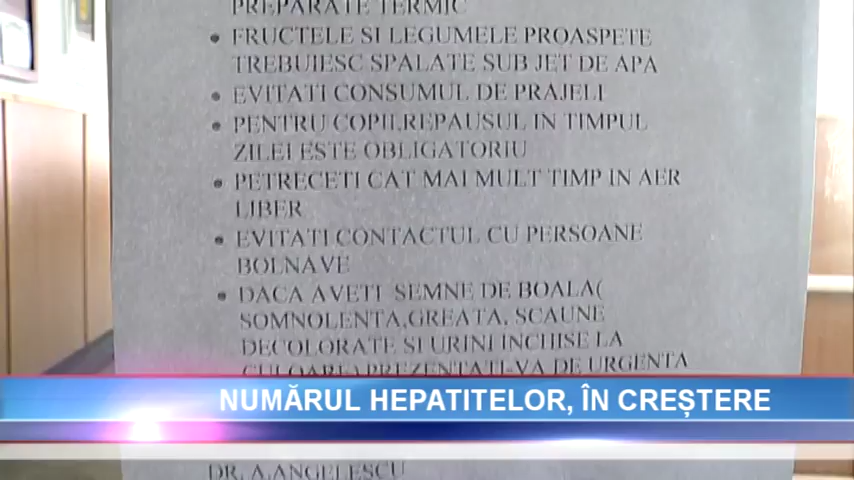 PREPARATE TERMIC
• FRUCTELE SI LEGUMELE PROASPETE
TREBUIESC SPALATE SUB JET DE APA
• EVITATI CONSUMUL DE PRAJELI
• PENTRU COPII,REPAUSUL IN TIMPUL
ZILEI ESTE OBLIGATORIU
• PETRECETI CAT MAI MULT TIMP IN AER
LIBER
• EVITATI CONTACTUL CU PERSOANE
BOLNAVE
• DACA AVETI SEMNE DE BOALA(
SOMNOLENTA,GREATA, SCAUNE
DECOLORATE SI URINI INCHISE LA
CULOARE) PREZENTATI-VA DE URGENTA
NUMĂRUL HEPATITELOR, ÎN CREȘTERE
DR. A.ANGELESCU